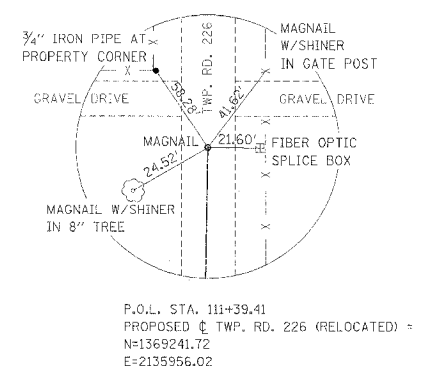 3/4" IRON PIPE AT
PROPERTY CORNER
TWP. RD. 226
MAGNAIL
W/SHINER
IN GATE POST
GRAVEL DRIVE
58.28'
41.62'
GRAVEL DRIVE
MAGNAIL
21.60'
FIBER OPTIC
SPLICE BOX
24.52'
MAGNAIL W/SHINER
IN 8" TREE
P.O.L. STA. 111+39.41
PROPOSED ℄ TWP. RD. 226 (RELOCATED) =
N=1369241.72
E=2135956.02